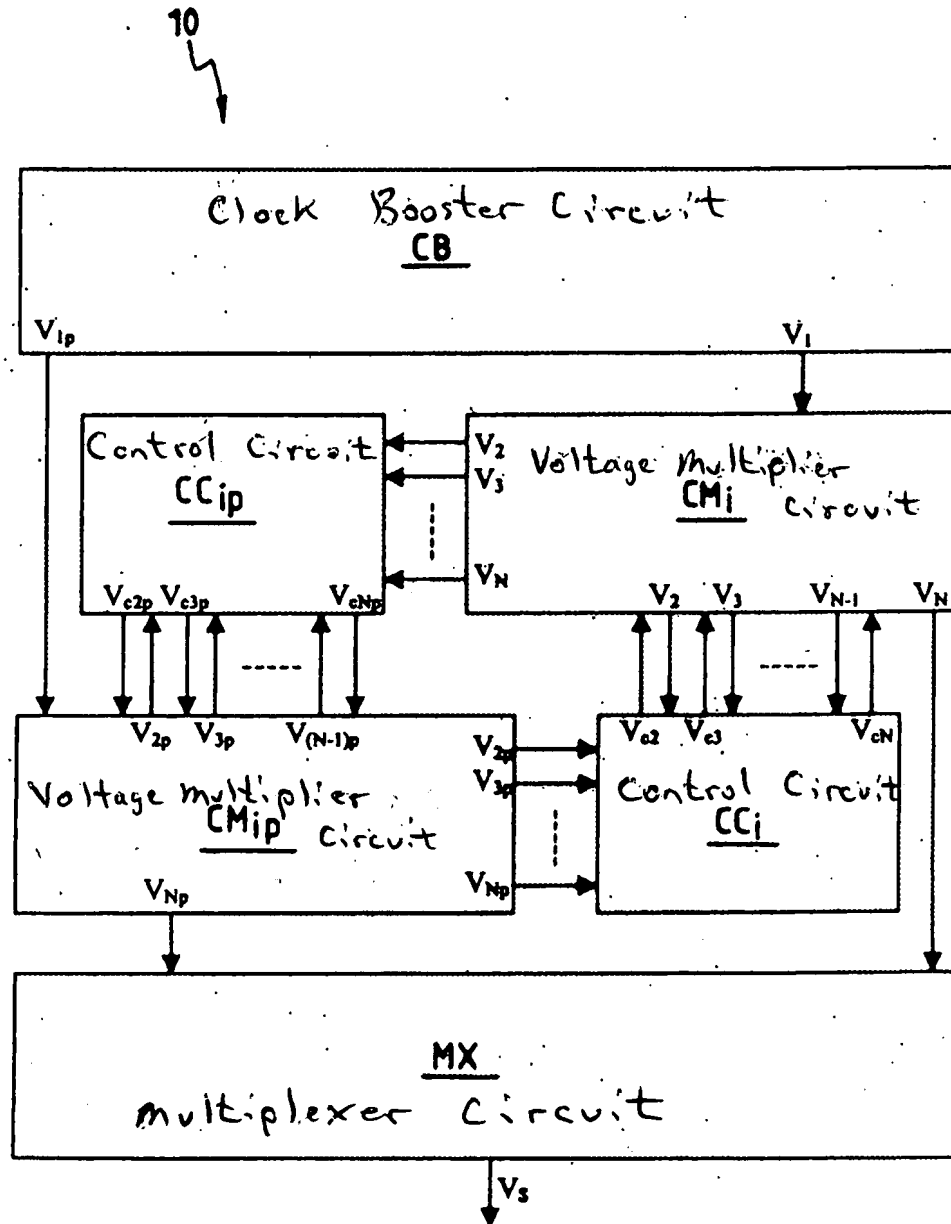 10
Clock Booster Circuit
CB
V1p
V1
Control Circuit
CCip
V2
V3
VN
Voltage multiplier
CMi
Circuit
Vc2p Vc3p VcNp
V2 V3 VN-1 VN
V2p V3p V(N-1)p
Vc2 Vc3 VcN
Voltage multiplier
CMip
Circuit
V2p
V3p
VNp
Control Circuit
CCi
VNp
MX
multiplexer Circuit
VS